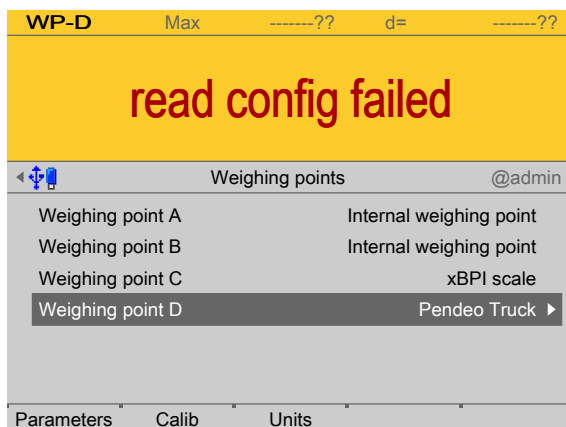 WP-D Max -------?? d= -------??
read config failed
Weighing points @admin
Weighing point A Internal weighing point
Weighing point B Internal weighing point
Weighing point C xBPI scale
Weighing point D Pendeo Truck
Parameters Calib Units